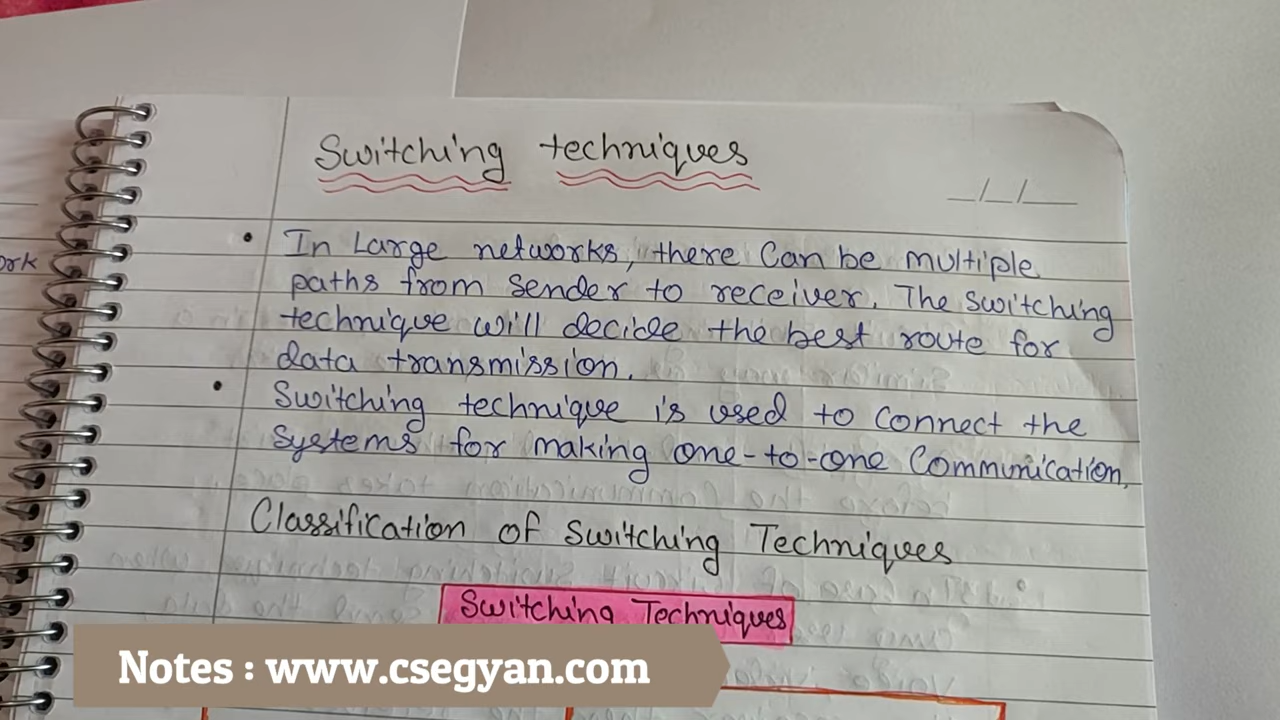 Switching techniques
_/_/_
ork
• In Large networks, there can be multiple
paths from sender to receiver. The switching
technique will decide the best route for
data transmission.
• Switching technique is used to connect the
systems for making one-to-one communication.
Classification of Switching Techniques
Switching Techniques
Notes : www.csegyan.com